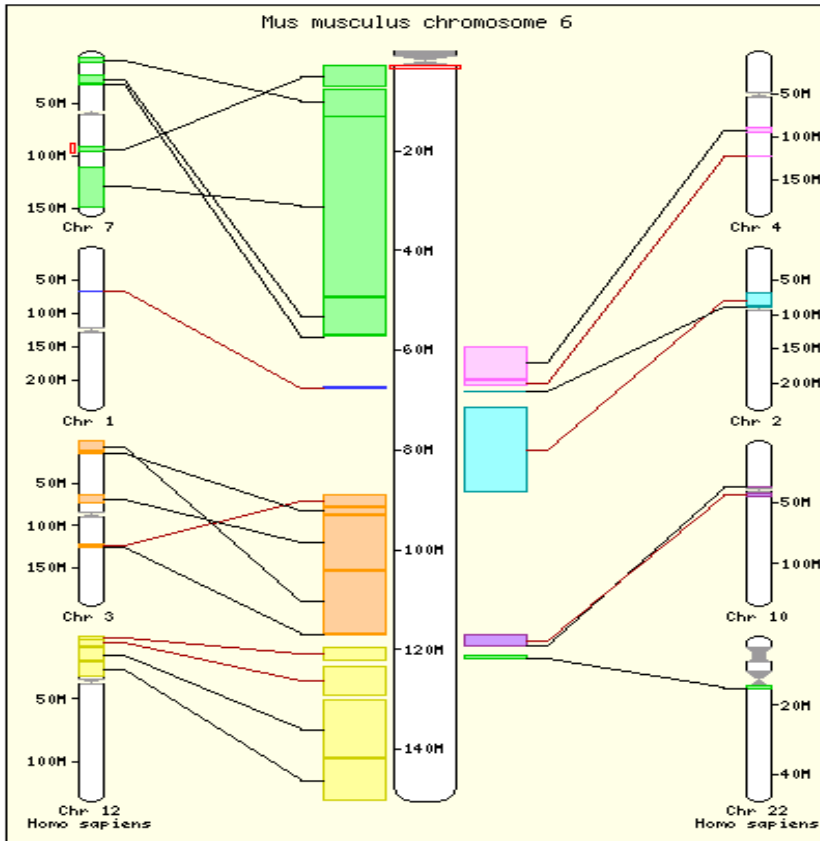 Mus musculus chromosome 6
50M
100M
150M
Chr 7
50M
100M
150M
200M
Chr 1
50M
100M
150M
Chr 3
50M
100M
Chr 12
Homo sapiens
20M
40M
60M
80M
100M
120M
140M
50M
100M
150M
Chr 4
50M
100M
150M
200M
Chr 2
50M
100M
Chr 10
20M
40M
Chr 22
Homo sapiens